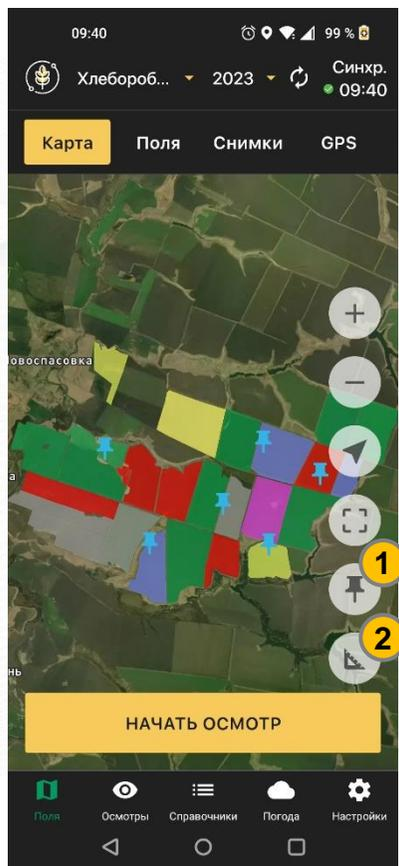 09:40 99 %
Хлебороб... 2023 Синхр.
09:40
Карта Поля Снимки GPS
овоспасовка
а
1
2
нь
НАЧАТЬ ОСМОТР
Поля Осмотры Справочники Погода Настройки